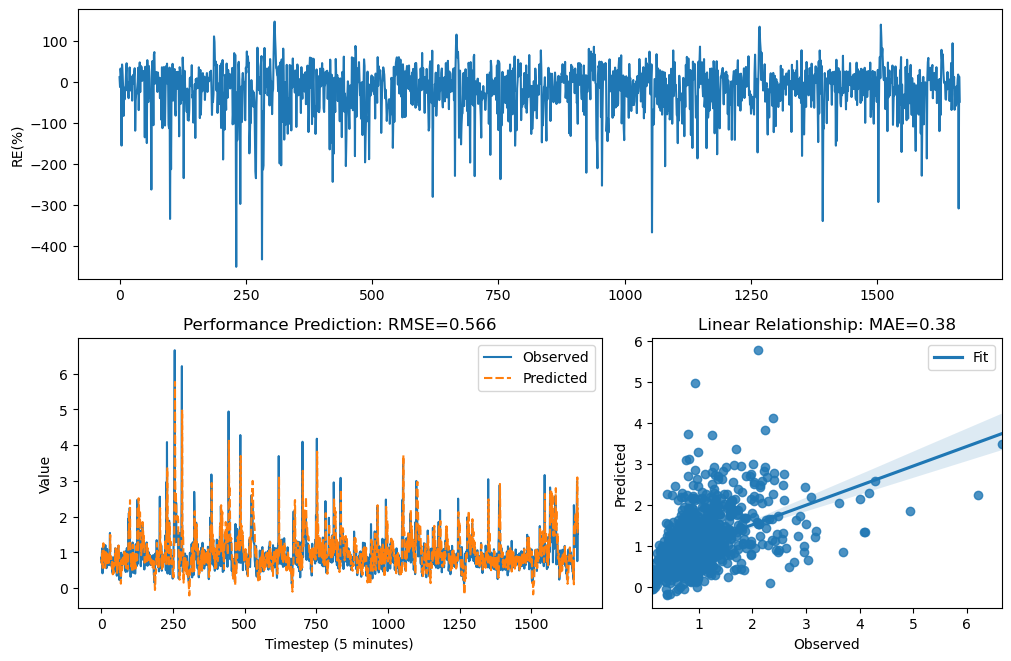 RE(%)
100
0
−100
−200
−300
−400
0 250 500 750 1000 1250 1500
Performance Prediction: RMSE=0.566
Value
6
5
4
3
2
1
0
Observed
Predicted
0 250 500 750 1000 1250 1500
Timestep (5 minutes)
Linear Relationship: MAE=0.38
Predicted
6
5
4
3
2
1
0
Fit
1 2 3 4 5 6
Observed